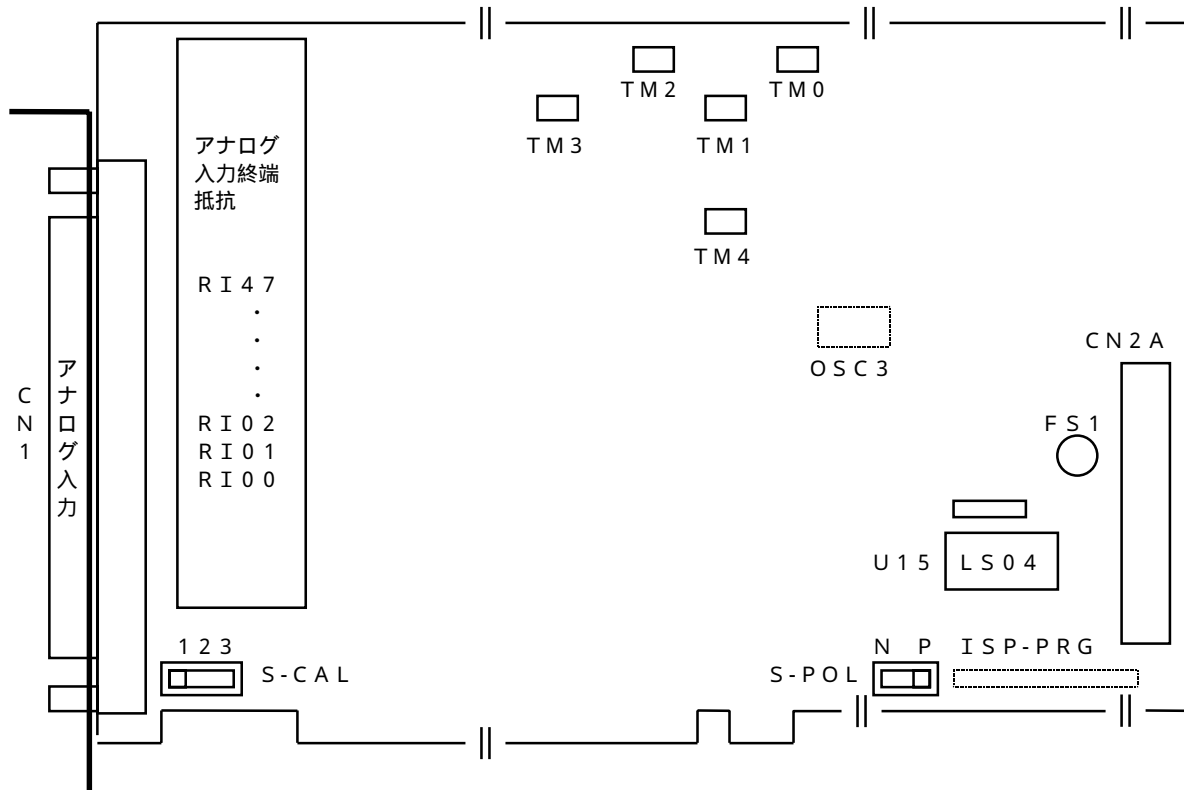 TM2
TM0
TM3
TM1
アナログ
入力終端
抵抗
TM4
RI47
・
・
・
・
RI02
RI01
RI00
OSC3
CN2A
CN1
アナログ入力
FS1
U15
LS04
123
S-CAL
N P
S-POL
ISP-PRG